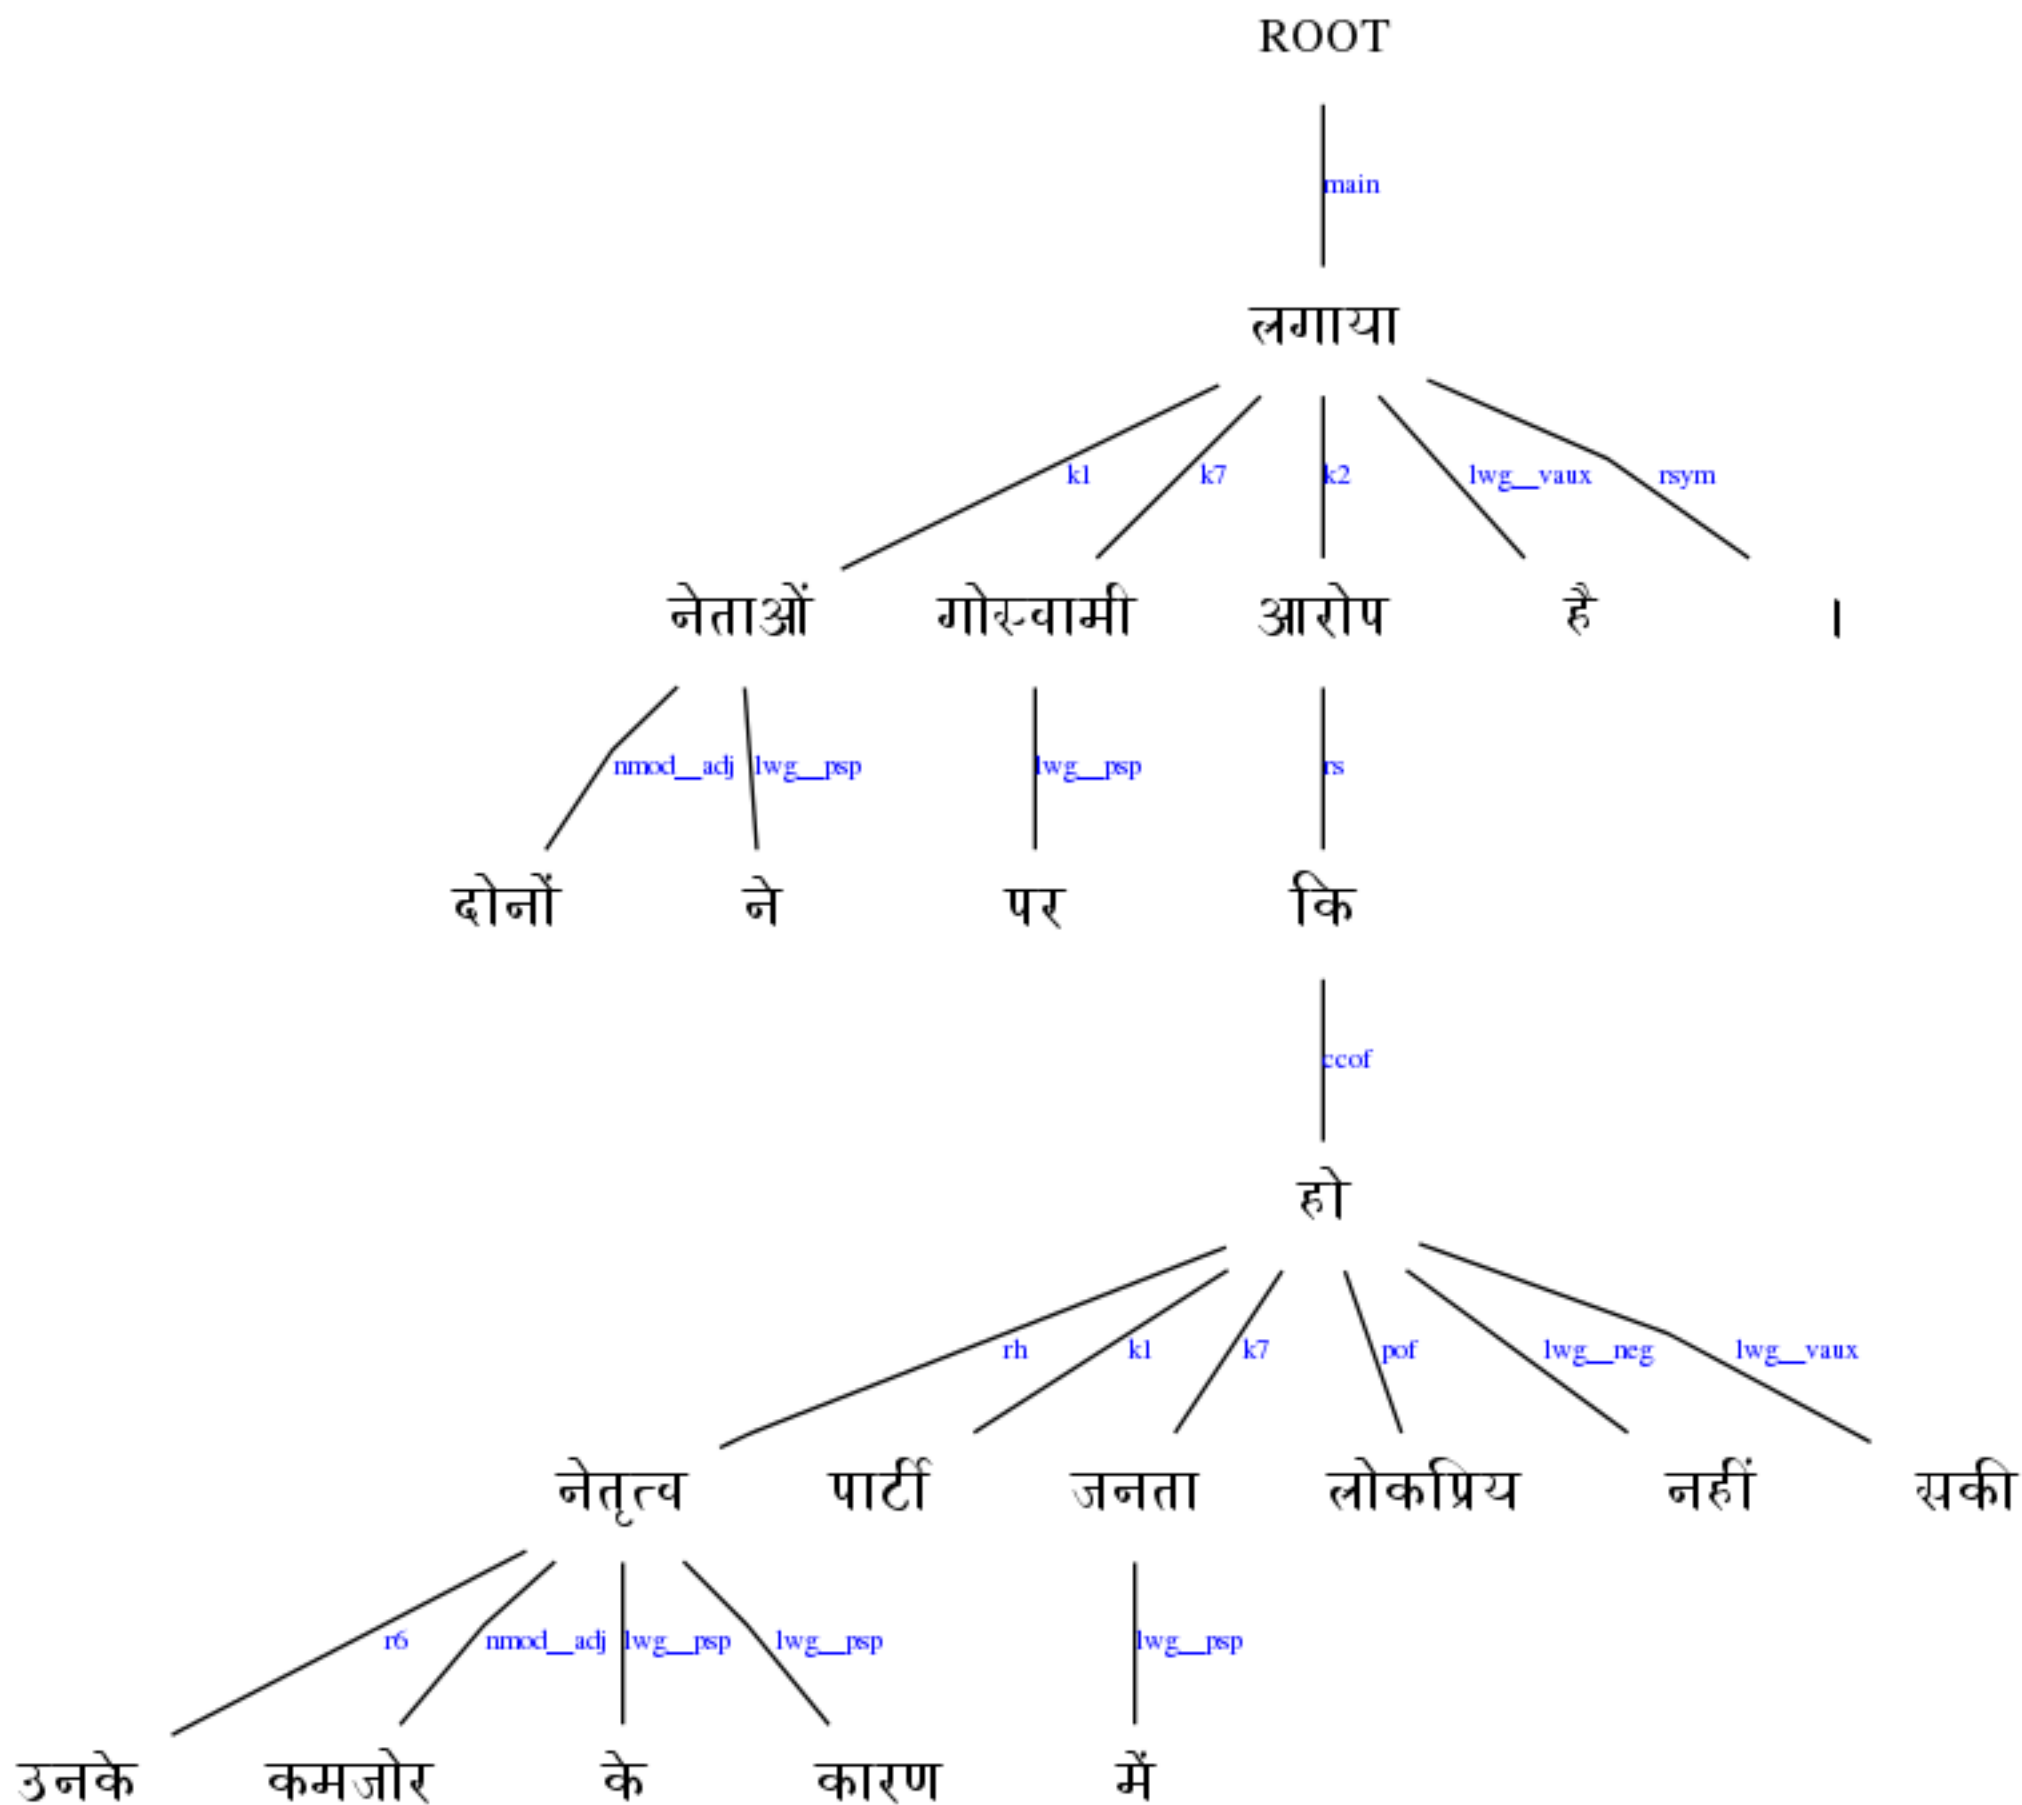 ROOT
main
लगाया
k1 k7 k2 lwg__vaux rsym
नेताओं गोस्वामी आरोप है ।
nmod__adj lwg__psp lwg__psp rs
दोनों ने पर कि
ccof
हो
rh k1 k7 pof lwg__neg lwg__vaux
नेतृत्व पार्टी जनता लोकप्रिय नहीं सकी
r6 nmod__adj lwg__psp lwg__psp lwg__psp
उनके कमजोर के कारण में